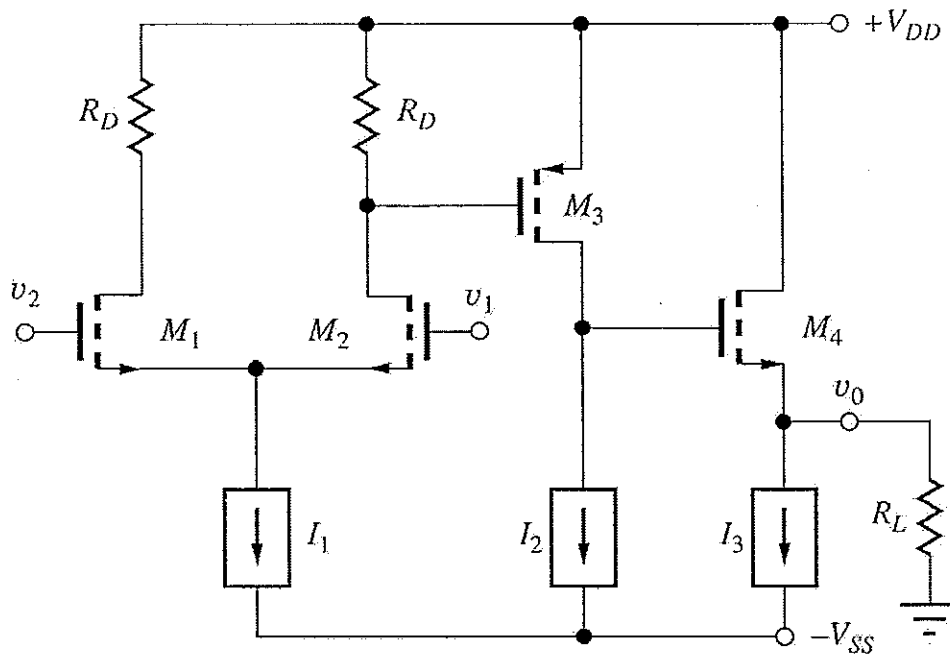 +V_DD
R_D
R_D
M_3
v_2
v_1
M_1
M_2
M_4
v_0
I_1
I_2
I_3
R_L
-V_SS